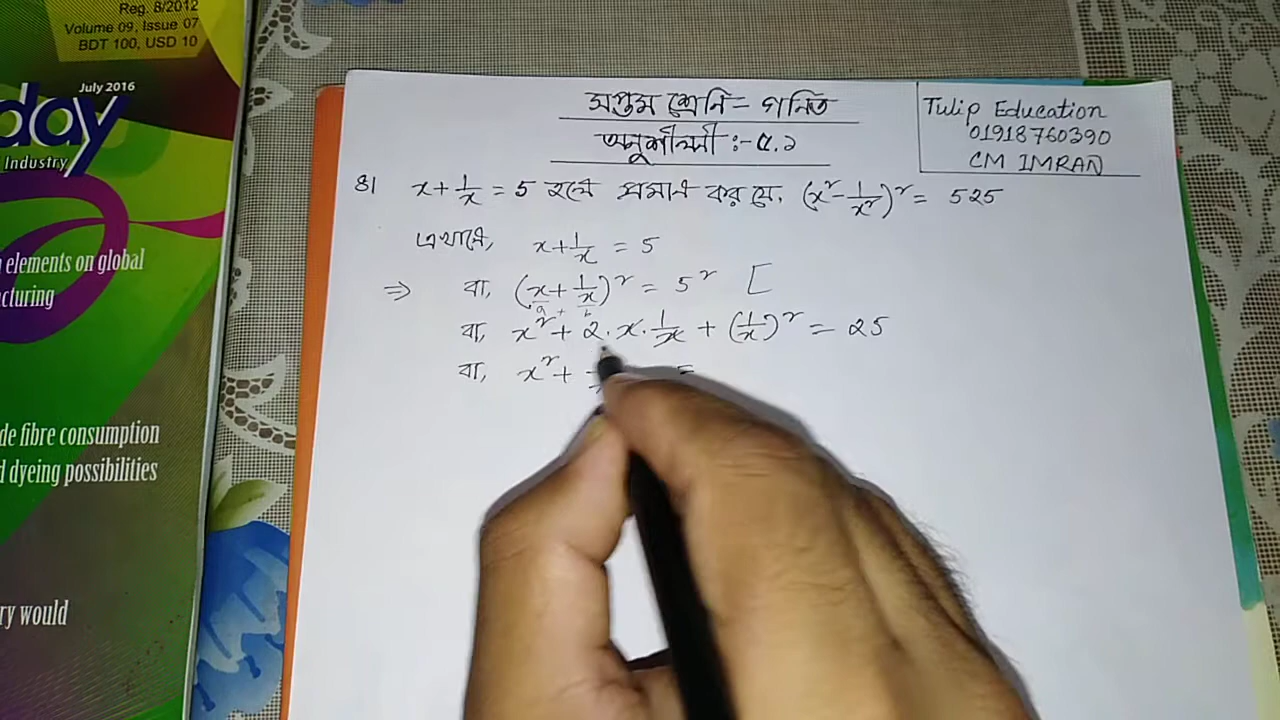 Reg. 8/2012
Volume 09, Issue 07
BDT 100, USD 10
July 2016
day
Industry
elements on global
cturing
de fibre consumption
d dyeing possibilities
ry would
সপ্তম শ্রেনি - গনিত
অনুশীলনী :- ৫.১
Tulip Education
01918760390
CM IMRAN
৪। x + 1/x = 5 হলে প্রমান কর যে, (x² - 1/x²)² = 525
এখানে, x + 1/x = 5
⇒ বা, (x + 1/x)² = 5² [
a + b
বা, x² + 2·x·1/x + (1/x)² = 25
বা, x² +